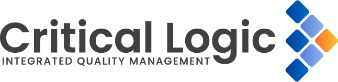 Critical Logic
INTEGRATED QUALITY MANAGEMENT